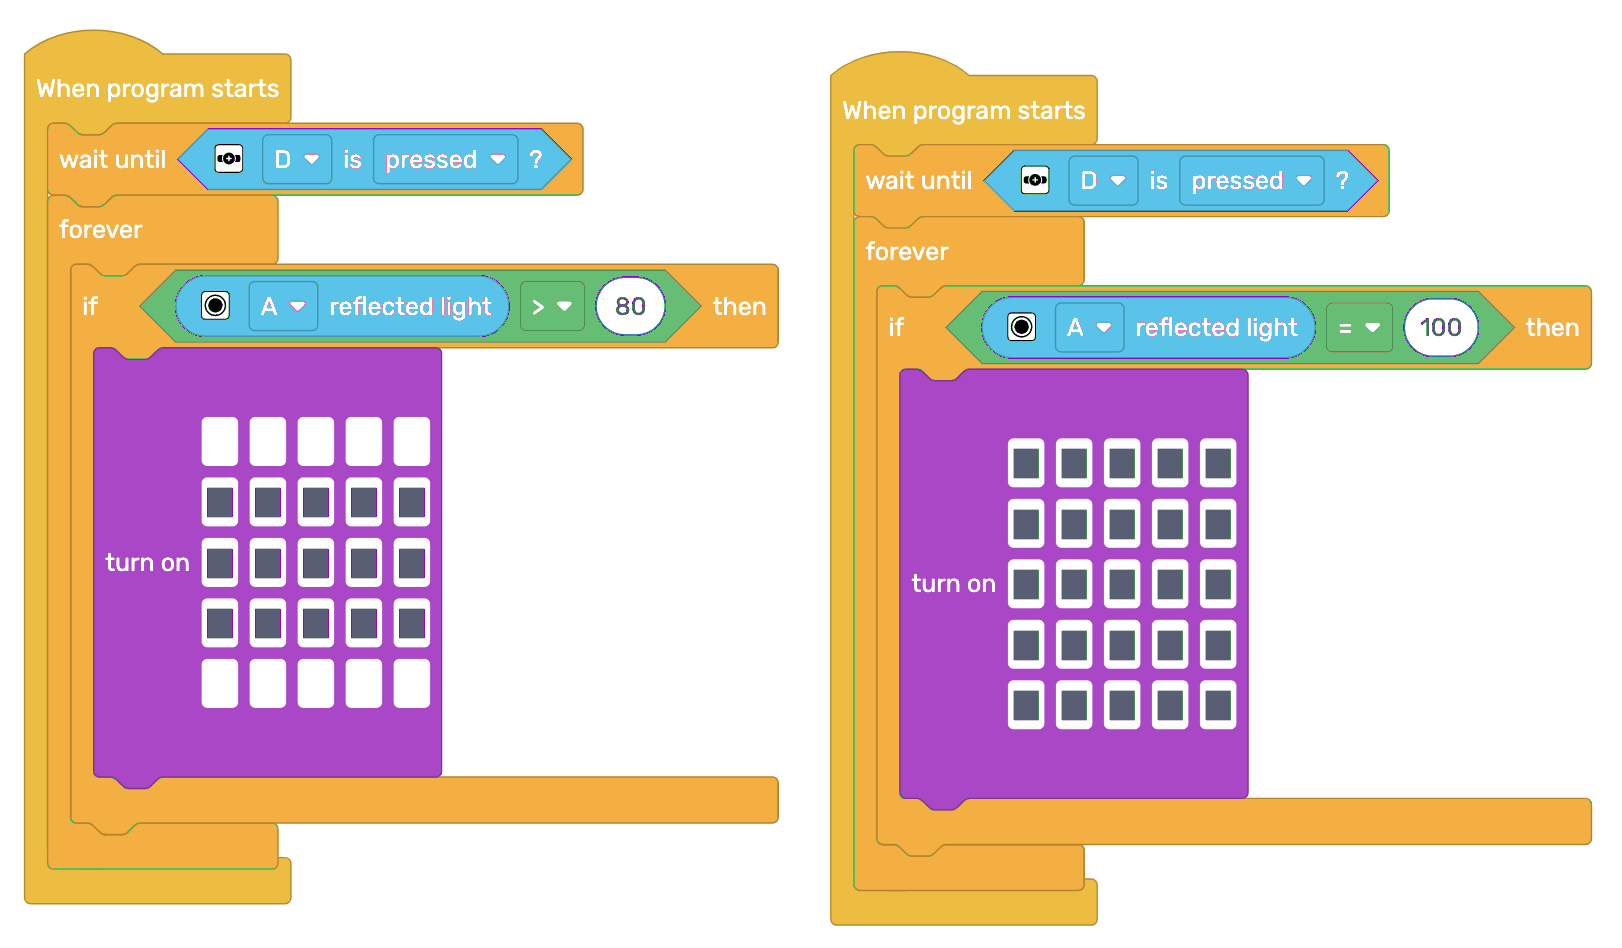 When program starts
wait until D is pressed ?
forever
if A reflected light > 80 then
turn on
When program starts
wait until D is pressed ?
forever
if A reflected light = 100 then
turn on